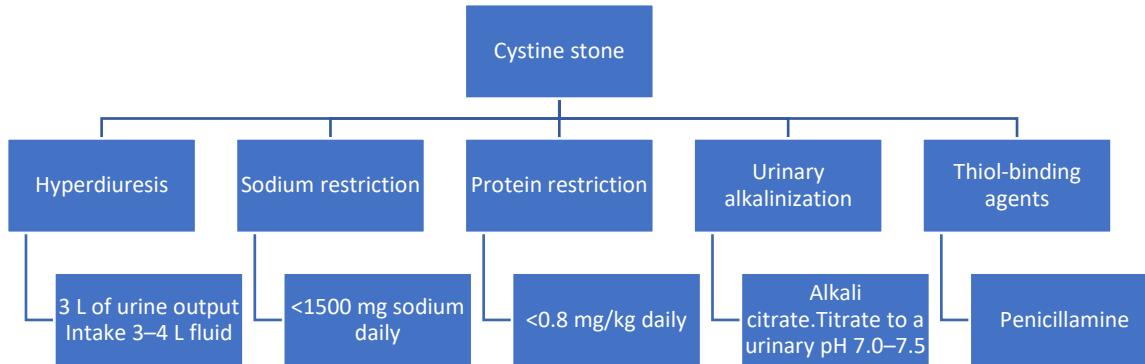 Cystine stone
Hyperdiuresis
Sodium restriction
Protein restriction
Urinary
alkalinization
Thiol-binding
agents
3 L of urine output
Intake 3–4 L fluid
<1500 mg sodium
daily
<0.8 mg/kg daily
Alkali
citrate.Titrate to a
urinary pH 7.0–7.5
Penicillamine